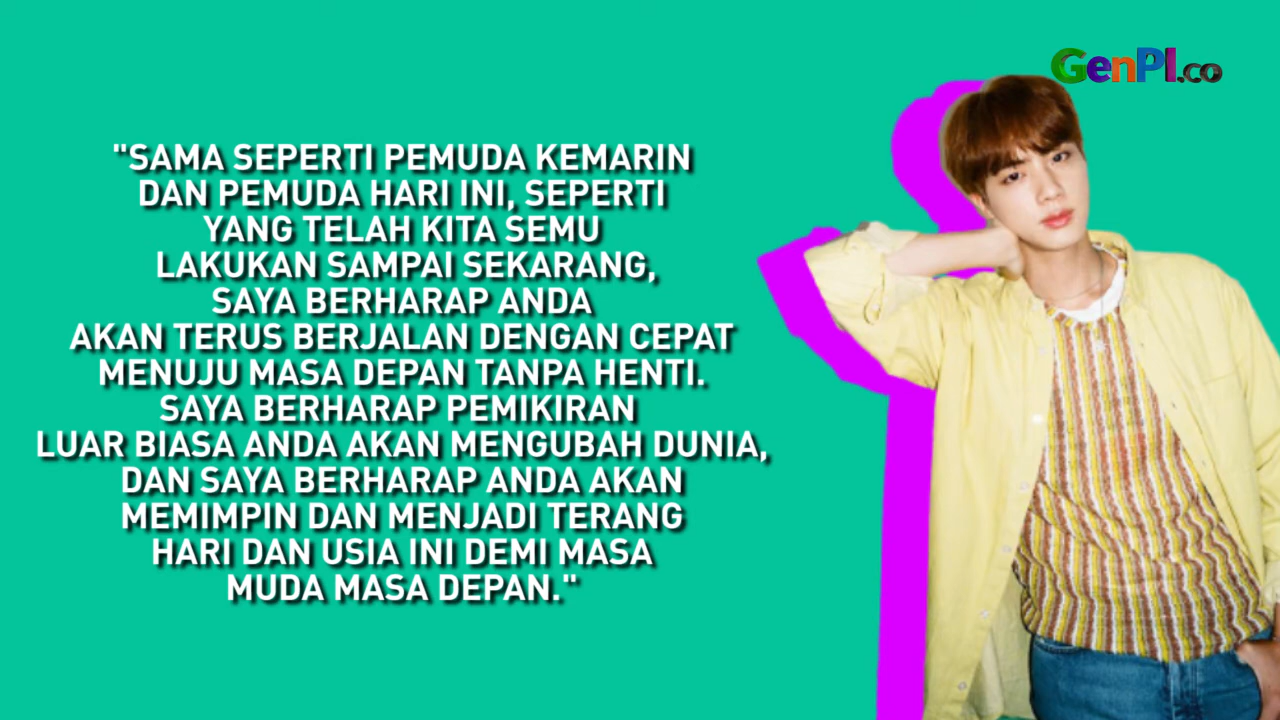 GenPI.co
"SAMA SEPERTI PEMUDA KEMARIN
DAN PEMUDA HARI INI, SEPERTI
YANG TELAH KITA SEMU
LAKUKAN SAMPAI SEKARANG,
SAYA BERHARAP ANDA
AKAN TERUS BERJALAN DENGAN CEPAT
MENUJU MASA DEPAN TANPA HENTI.
SAYA BERHARAP PEMIKIRAN
LUAR BIASA ANDA AKAN MENGUBAH DUNIA,
DAN SAYA BERHARAP ANDA AKAN
MEMIMPIN DAN MENJADI TERANG
HARI DAN USIA INI DEMI MASA
MUDA MASA DEPAN."